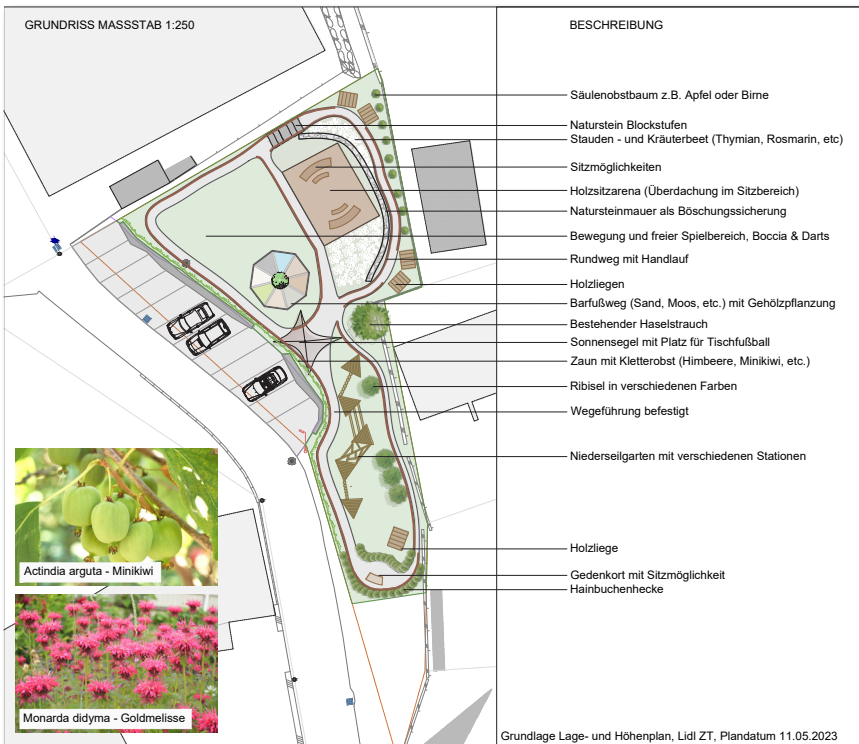 GRUNDRISS MASSSTAB 1:250
BESCHREIBUNG
Säulenobstbaum z.B. Apfel oder Birne
Naturstein Blockstufen
Stauden - und Kräuterbeet (Thymian, Rosmarin, etc)
Sitzmöglichkeiten
Holzsitzarena (Überdachung im Sitzbereich)
Natursteinmauer als Böschungssicherung
Bewegung und freier Spielbereich, Boccia & Darts
Rundweg mit Handlauf
Holzliegen
Barfußweg (Sand, Moos, etc.) mit Gehölzpflanzung
Bestehender Haselstrauch
Sonnensegel mit Platz für Tischfußball
Zaun mit Kletterobst (Himbeere, Minikiwi, etc.)
Ribisel in verschiedenen Farben
Wegeführung befestigt
Niederseilgarten mit verschiedenen Stationen
Holzliege
Gedenkort mit Sitzmöglichkeit
Hainbuchenhecke
Actindia arguta - Minikiwi
Monarda didyma - Goldmelisse
Grundlage Lage- und Höhenplan, Lidl ZT, Plandatum 11.05.2023